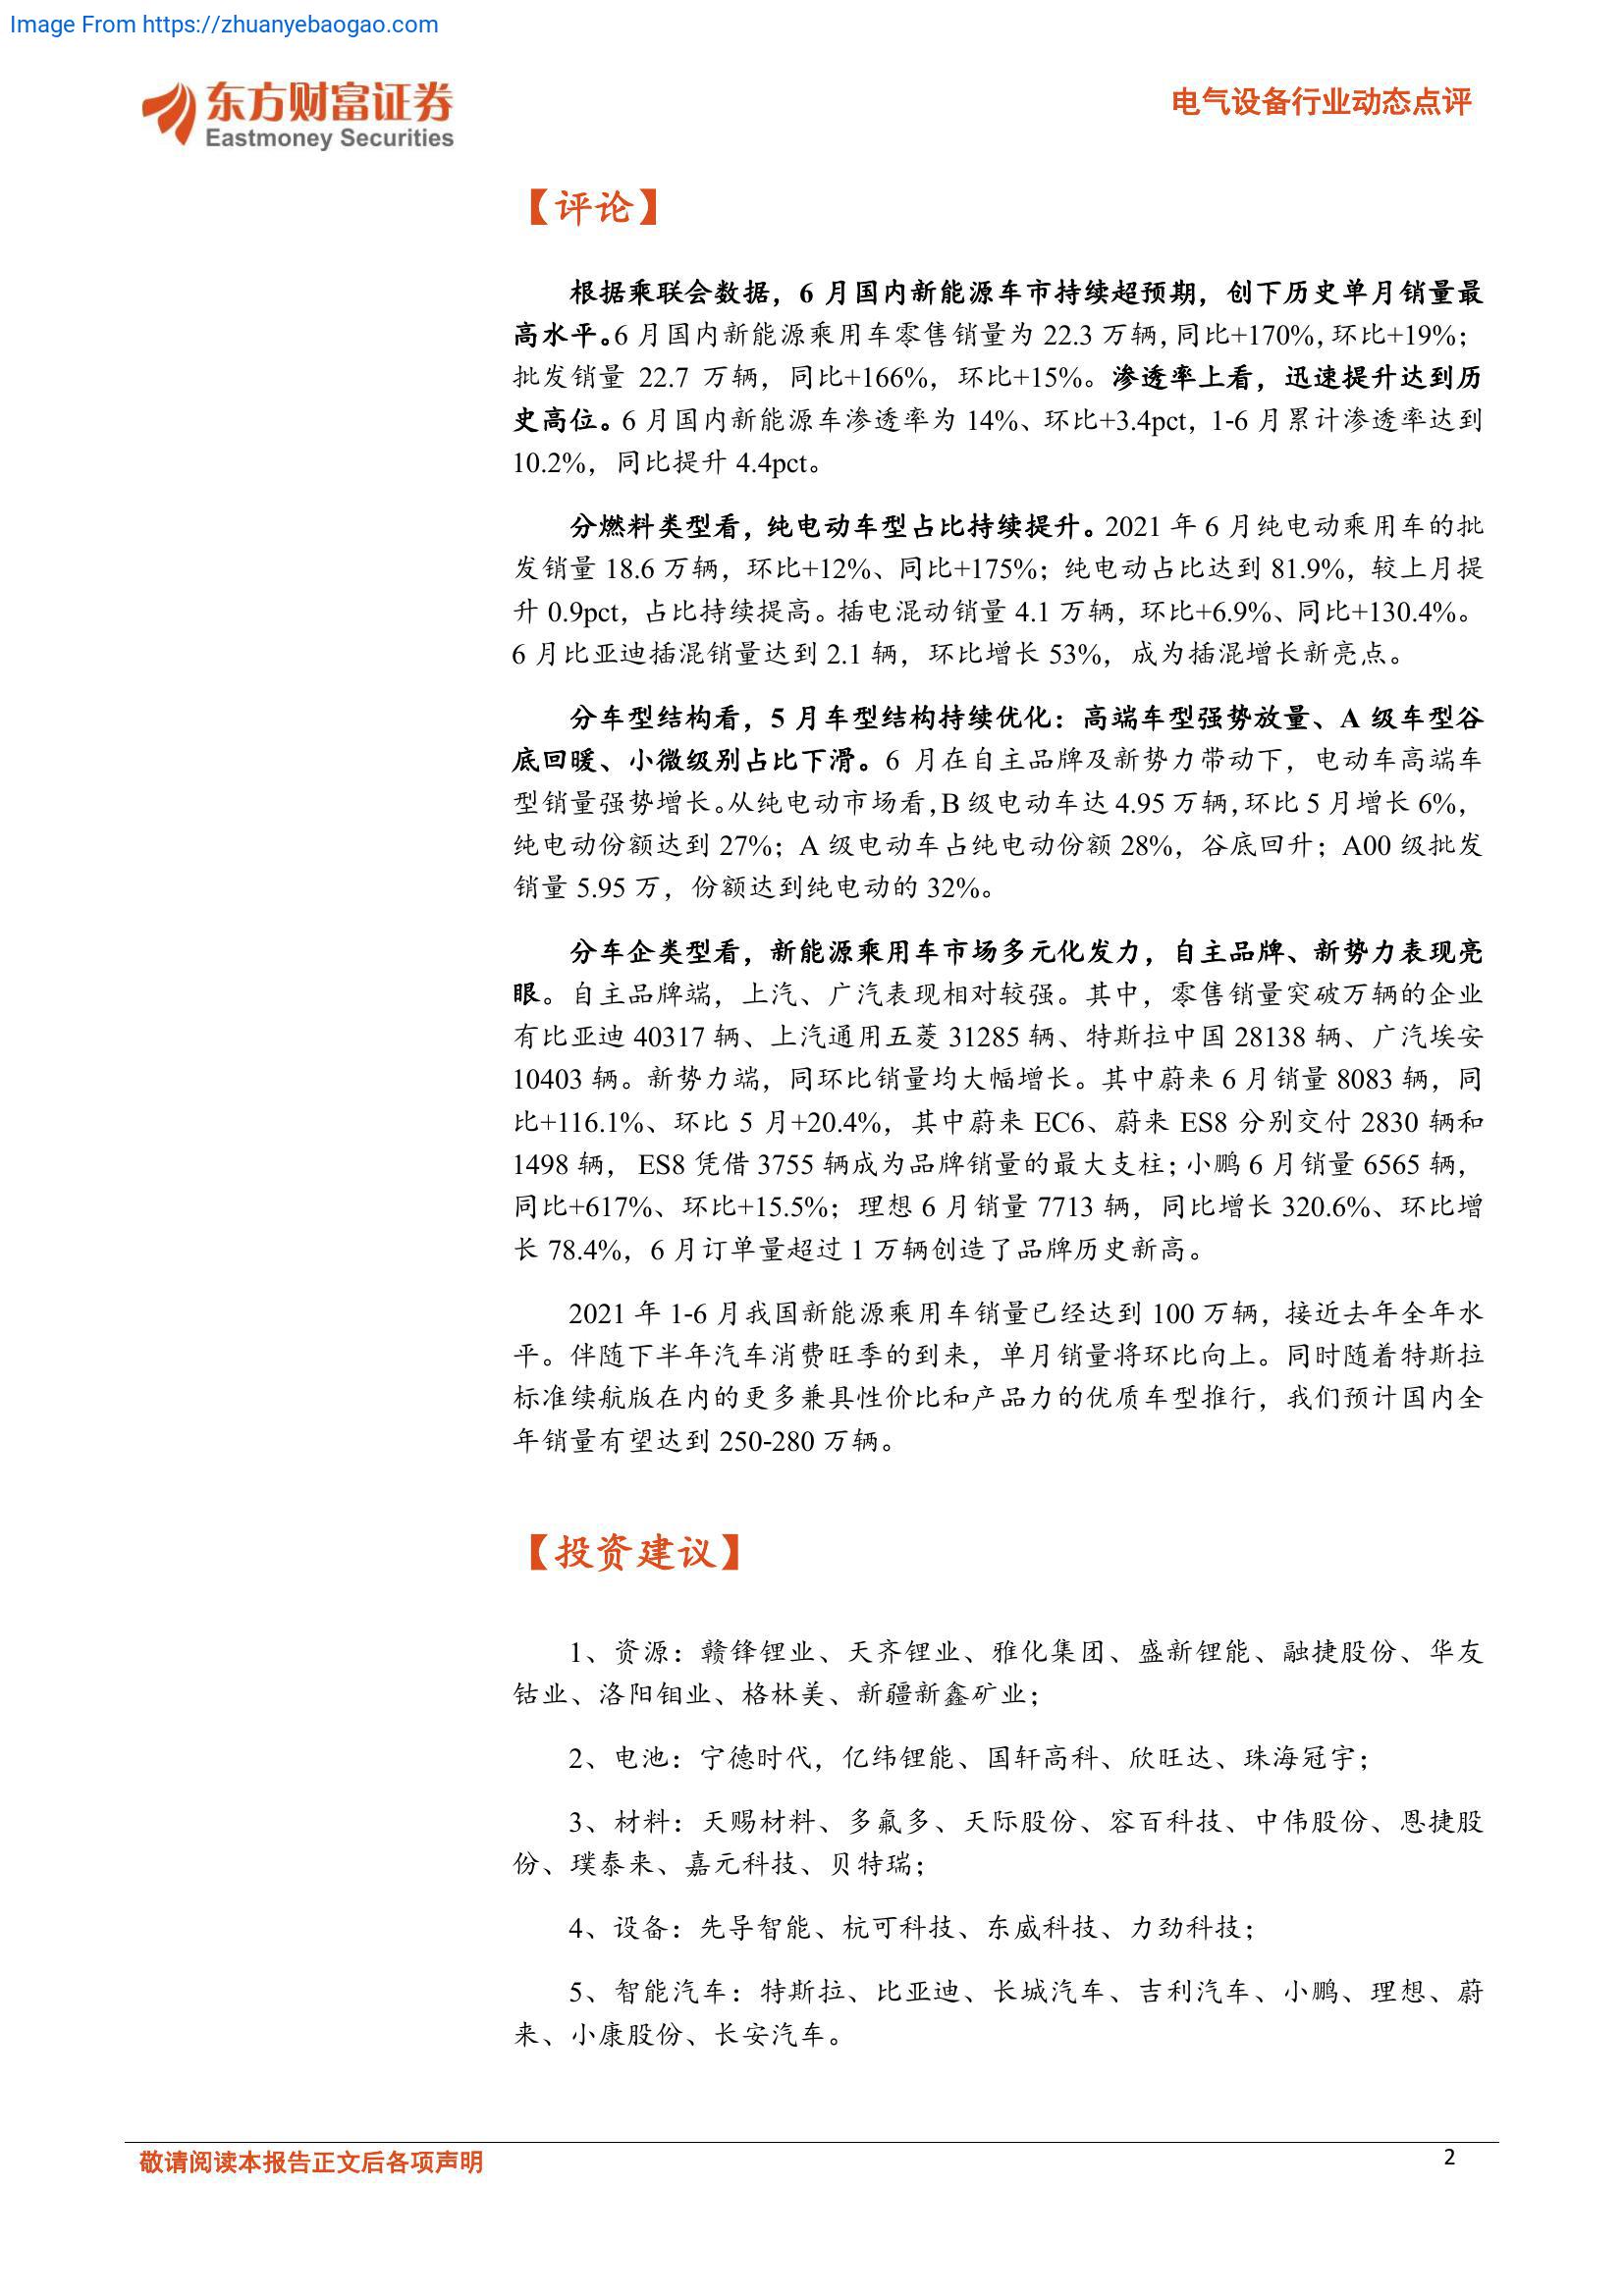 Image From https://zhuanyebaogao.com
东方财富证券
Eastmoney Securities
电气设备行业动态点评
【评论】
根据乘联会数据，6 月国内新能源车市持续超预期，创下历史单月销量最
高水平。6 月国内新能源乘用车零售销量为 22.3 万辆，同比+170%，环比+19%；
批发销量 22.7 万辆，同比+166%，环比+15%。渗透率上看，迅速提升达到历
史高位。6 月国内新能源车渗透率为 14%、环比+3.4pct，1-6 月累计渗透率达到
10.2%，同比提升 4.4pct。
分燃料类型看，纯电动车型占比持续提升。2021 年 6 月纯电动乘用车的批
发销量 18.6 万辆，环比+12%、同比+175%；纯电动占比达到 81.9%，较上月提
升 0.9pct，占比持续提高。插电混动销量 4.1 万辆，环比+6.9%、同比+130.4%。
6 月比亚迪插混销量达到 2.1 辆，环比增长 53%，成为插混增长新亮点。
分车型结构看，5 月车型结构持续优化：高端车型强势放量、A 级车型谷
底回暖、小微级别占比下滑。6 月在自主品牌及新势力带动下，电动车高端车
型销量强势增长。从纯电动市场看，B 级电动车达 4.95 万辆，环比 5 月增长 6%，
纯电动份额达到 27%；A 级电动车占纯电动份额 28%，谷底回升；A00 级批发
销量 5.95 万，份额达到纯电动的 32%。
分车企类型看，新能源乘用车市场多元化发力，自主品牌、新势力表现亮
眼。自主品牌端，上汽、广汽表现相对较强。其中，零售销量突破万辆的企业
有比亚迪 40317 辆、上汽通用五菱 31285 辆、特斯拉中国 28138 辆、广汽埃安
10403 辆。新势力端，同环比销量均大幅增长。其中蔚来 6 月销量 8083 辆，同
比+116.1%、环比 5 月+20.4%，其中蔚来 EC6、蔚来 ES8 分别交付 2830 辆和
1498 辆， ES8 凭借 3755 辆成为品牌销量的最大支柱；小鹏 6 月销量 6565 辆，
同比+617%、环比+15.5%；理想 6 月销量 7713 辆，同比增长 320.6%、环比增
长 78.4%，6 月订单量超过 1 万辆创造了品牌历史新高。
2021 年 1-6 月我国新能源乘用车销量已经达到 100 万辆，接近去年全年水
平。伴随下半年汽车消费旺季的到来，单月销量将环比向上。同时随着特斯拉
标准续航版在内的更多兼具性价比和产品力的优质车型推行，我们预计国内全
年销量有望达到 250-280 万辆。
【投资建议】
1、资源：赣锋锂业、天齐锂业、雅化集团、盛新锂能、融捷股份、华友
钴业、洛阳钼业、格林美、新疆新鑫矿业；
2、电池：宁德时代，亿纬锂能、国轩高科、欣旺达、珠海冠宇；
3、材料：天赐材料、多氟多、天际股份、容百科技、中伟股份、恩捷股
份、璞泰来、嘉元科技、贝特瑞；
4、设备：先导智能、杭可科技、东威科技、力劲科技；
5、智能汽车：特斯拉、比亚迪、长城汽车、吉利汽车、小鹏、理想、蔚
来、小康股份、长安汽车。
敬请阅读本报告正文后各项声明
2